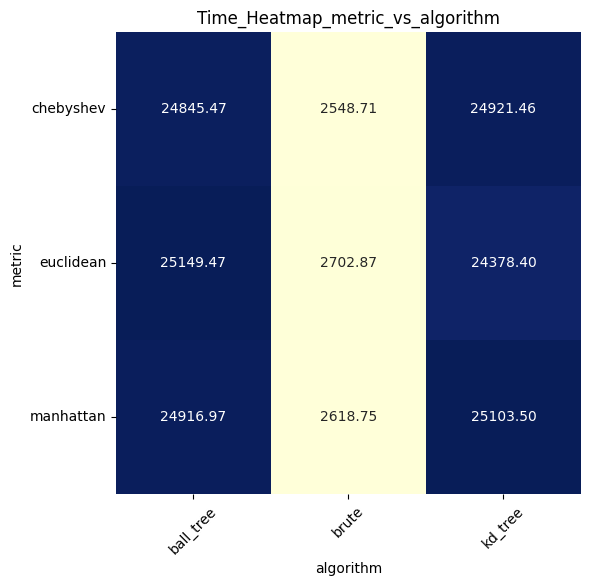 Time_Heatmap_metric_vs_algorithm
chebyshev 24845.47 2548.71 24921.46
metric
euclidean 25149.47 2702.87 24378.40
manhattan 24916.97 2618.75 25103.50
ball_tree brute kd_tree
algorithm